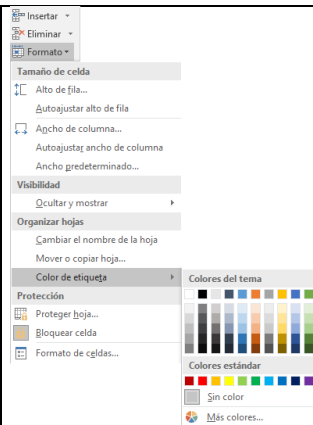 Insertar
Eliminar
Formato
Tamaño de celda
Alto de fila...
Autoajustar alto de fila
Ancho de columna...
Autoajustar ancho de columna
Ancho predeterminado...
Visibilidad
Ocultar y mostrar
Organizar hojas
Cambiar el nombre de la hoja
Mover o copiar hoja...
Color de etiqueta
Colores del tema
Protección
Proteger hoja...
Bloquear celda
Formato de celdas...
Colores estándar
Sin color
Más colores...